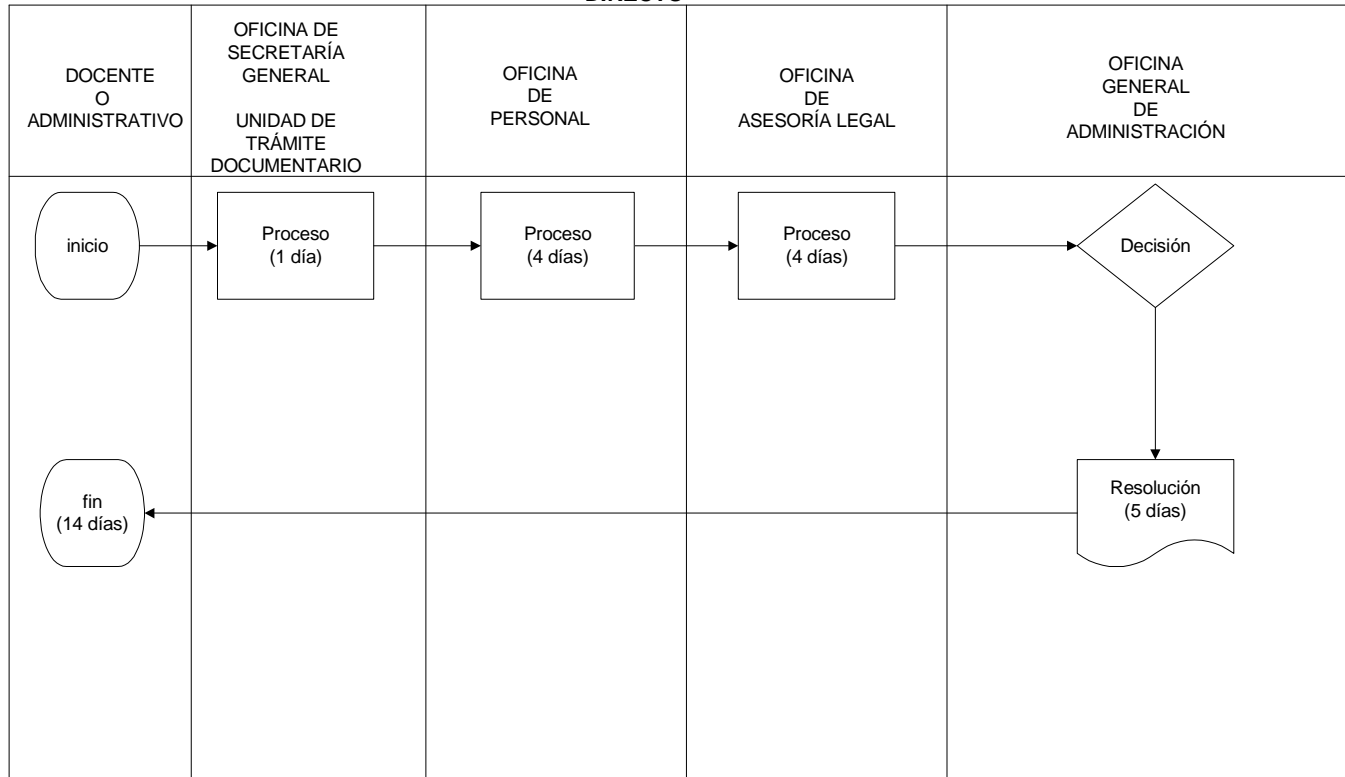 DOCENTE
O
ADMINISTRATIVO
OFICINA DE
SECRETARÍA
GENERAL
UNIDAD DE
TRÁMITE
DOCUMENTARIO
OFICINA
DE
PERSONAL
OFICINA
DE
ASESORÍA LEGAL
OFICINA
GENERAL
DE
ADMINISTRACIÓN
inicio
Proceso
(1 día)
Proceso
(4 días)
Proceso
(4 días)
Decisión
Resolución
(5 días)
fin
(14 días)